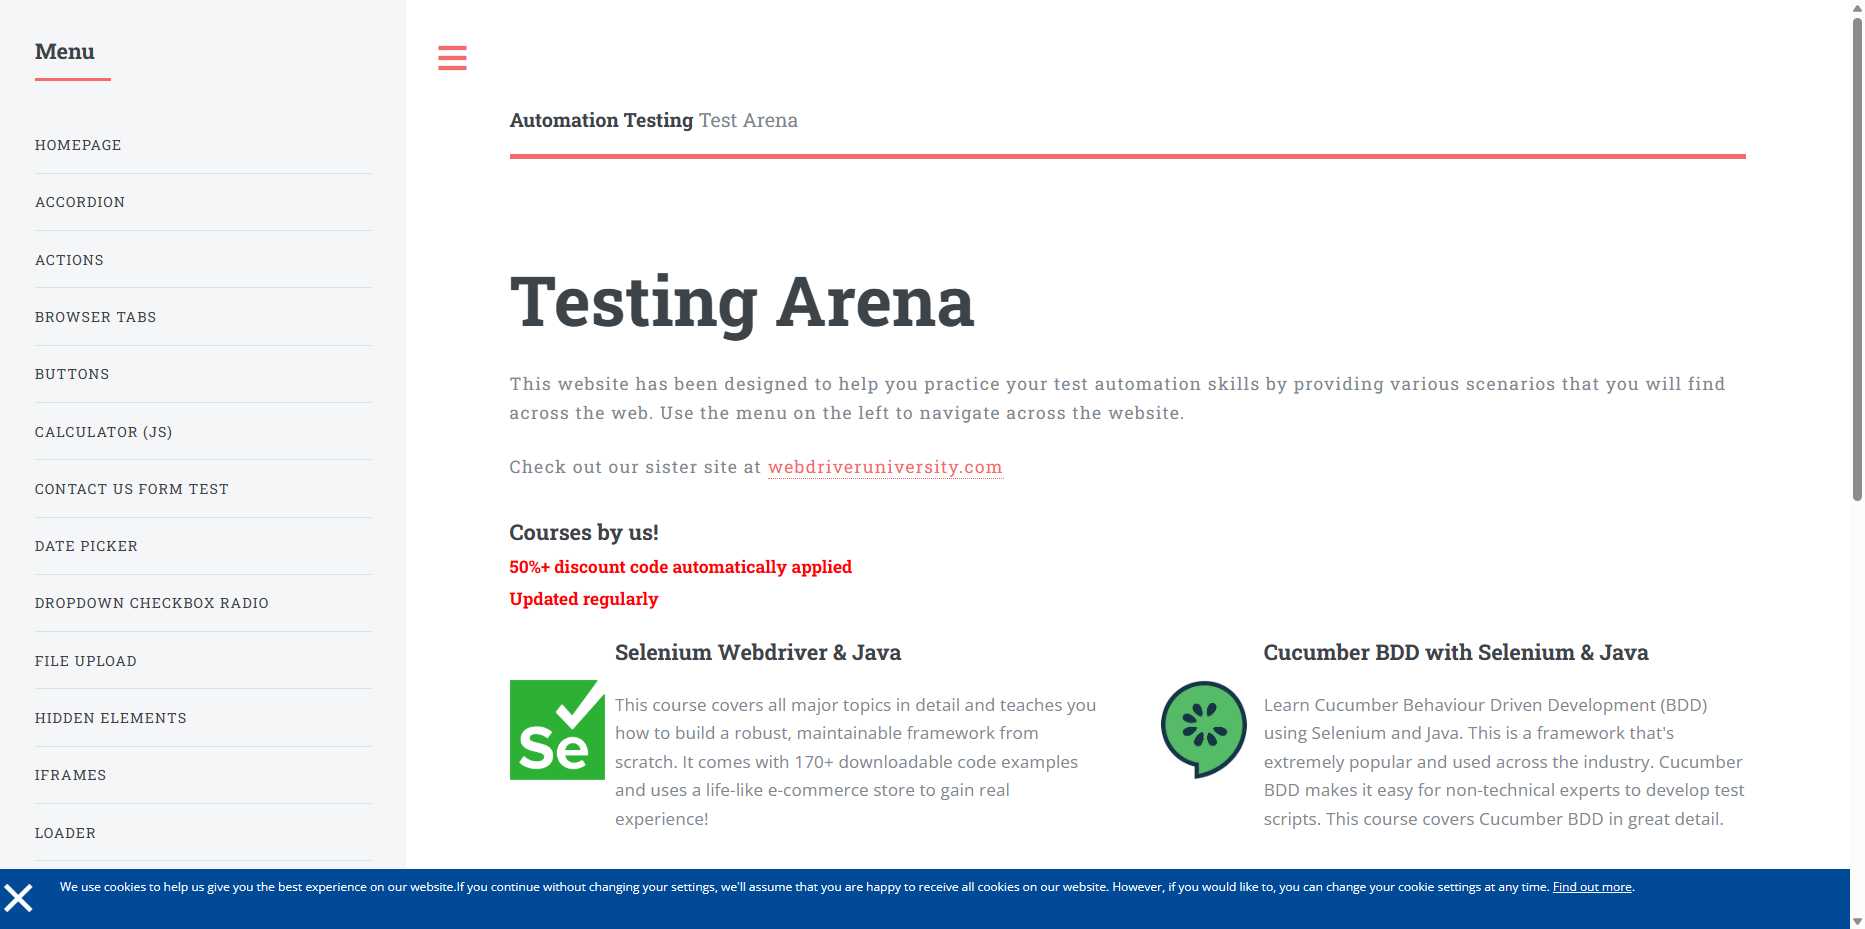 Menu
HOMEPAGE
ACCORDION
ACTIONS
BROWSER TABS
BUTTONS
CALCULATOR (JS)
CONTACT US FORM TEST
DATE PICKER
DROPDOWN CHECKBOX RADIO
FILE UPLOAD
HIDDEN ELEMENTS
IFRAMES
LOADER
Automation Testing Test Arena
Testing Arena
This website has been designed to help you practice your test automation skills by providing various scenarios that you will find
across the web. Use the menu on the left to navigate across the website.
Check out our sister site at webdriveruniversity.com
Courses by us!
50%+ discount code automatically applied
Updated regularly
Selenium Webdriver & Java
Se
This course covers all major topics in detail and teaches you
how to build a robust, maintainable framework from
scratch. It comes with 170+ downloadable code examples
and uses a life-like e-commerce store to gain real
experience!
Cucumber BDD with Selenium & Java
Learn Cucumber Behaviour Driven Development (BDD)
using Selenium and Java. This is a framework that's
extremely popular and used across the industry. Cucumber
BDD makes it easy for non-technical experts to develop test
scripts. This course covers Cucumber BDD in great detail.
We use cookies to help us give you the best experience on our website.If you continue without changing your settings, we'll assume that you are happy to receive all cookies on our website. However, if you would like to, you can change your cookie settings at any time. Find out more.